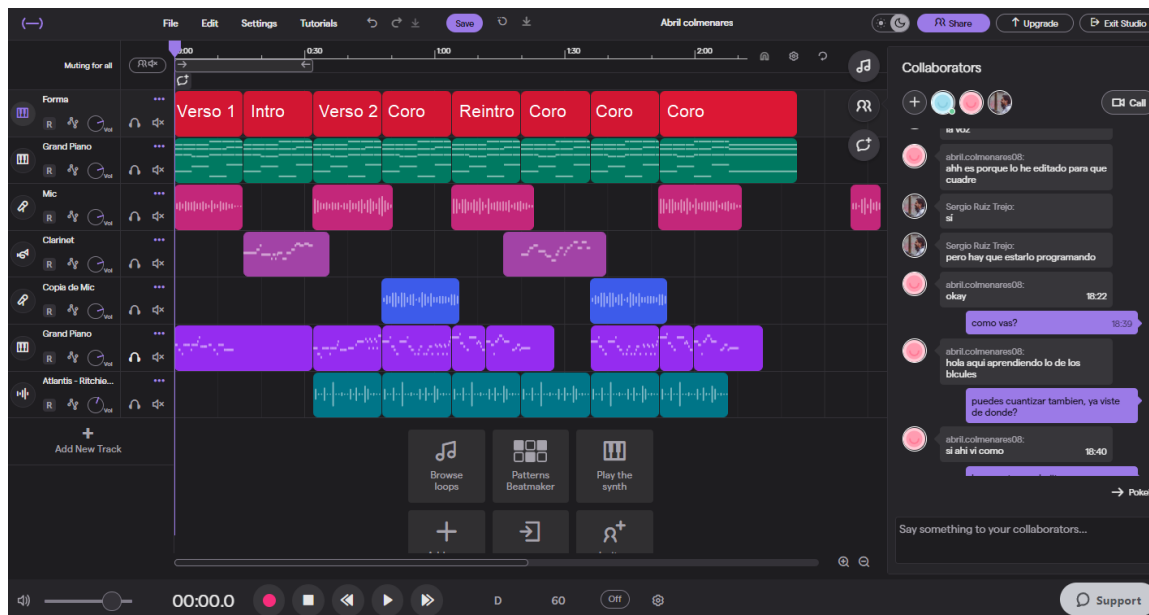 File Edit Settings Tutorials Save Abril colmenares Share Upgrade Exit Studio
Muting for all
0:00 0:30 1:00 1:30 2:00
Forma
R Vol
Verso 1 Intro Verso 2 Coro Reintro Coro Coro Coro
Grand Piano
R Vol
Mic
R Vol
Clarinet
R Vol
Copia de Mic
R Vol
Grand Piano
R Vol
Atlantis - Ritchie...
R Vol
Add New Track
Browse loops
Patterns Beatmaker
Play the synth
Collaborators
Call
la voz
abril.colmenares08:
ahh es porque lo he editado para que
cuadre
Sergio Ruiz Trejo:
sí
Sergio Ruiz Trejo:
pero hay que estarlo programando
abril.colmenares08:
okay 18:22
como vas? 18:39
abril.colmenares08:
hola aqui aprendiendo lo de los
blcules
puedes cuantizar tambien, ya viste
de donde?
abril.colmenares08:
si ahi vi como 18:40
Poke
Say something to your collaborators...
00:00.0 D 60 Off
Support